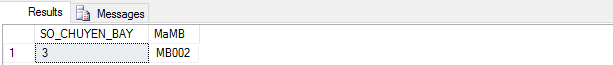 Results Messages
SO_CHUYEN_BAY MaMB
1 3 MB002